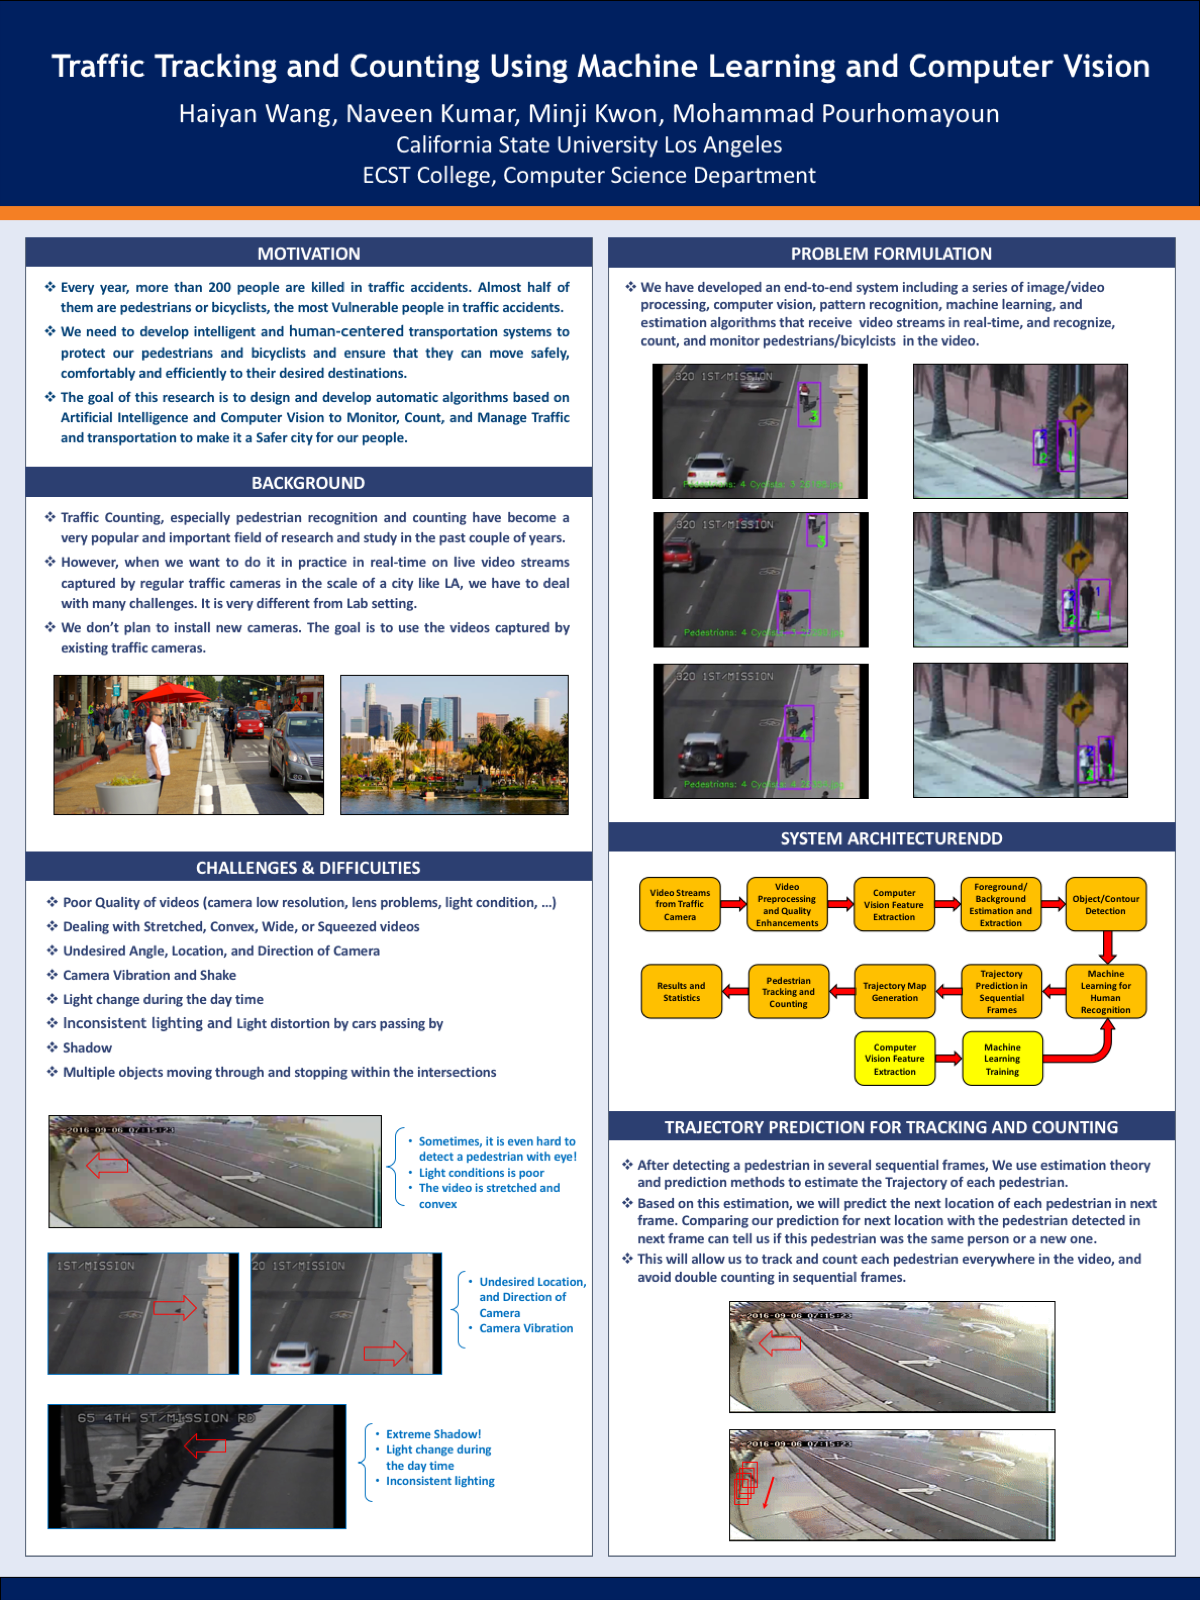 Traffic Tracking and Counting Using Machine Learning and Computer Vision
Haiyan Wang, Naveen Kumar, Minji Kwon, Mohammad Pourhomayoun
California State University Los Angeles
ECST College, Computer Science Department
MOTIVATION
❖ Every year, more than 200 people are killed in traffic accidents. Almost half of
them are pedestrians or bicyclists, the most Vulnerable people in traffic accidents.
❖ We need to develop intelligent and human-centered transportation systems to
protect our pedestrians and bicyclists and ensure that they can move safely,
comfortably and efficiently to their desired destinations.
❖ The goal of this research is to design and develop automatic algorithms based on
Artificial Intelligence and Computer Vision to Monitor, Count, and Manage Traffic
and transportation to make it a Safer city for our people.
BACKGROUND
❖ Traffic Counting, especially pedestrian recognition and counting have become a
very popular and important field of research and study in the past couple of years.
❖ However, when we want to do it in practice in real-time on live video streams
captured by regular traffic cameras in the scale of a city like LA, we have to deal
with many challenges. It is very different from Lab setting.
❖ We don't plan to install new cameras. The goal is to use the videos captured by
existing traffic cameras.
CHALLENGES & DIFFICULTIES
❖ Poor Quality of videos (camera low resolution, lens problems, light condition, …)
❖ Dealing with Stretched, Convex, Wide, or Squeezed videos
❖ Undesired Angle, Location, and Direction of Camera
❖ Camera Vibration and Shake
❖ Light change during the day time
❖ Inconsistent lighting and Light distortion by cars passing by
❖ Shadow
❖ Multiple objects moving through and stopping within the intersections
2016-09-06 07:15:23
• Sometimes, it is even hard to
detect a pedestrian with eye!
• Light conditions is poor
• The video is stretched and
convex
1ST/MISSION
20 1ST/MISSION
• Undesired Location,
and Direction of
Camera
• Camera Vibration
65 4TH ST/MISSION RD
• Extreme Shadow!
• Light change during
the day time
• Inconsistent lighting
PROBLEM FORMULATION
❖ We have developed an end-to-end system including a series of image/video
processing, computer vision, pattern recognition, machine learning, and
estimation algorithms that receive video streams in real-time, and recognize,
count, and monitor pedestrians/bicylcists in the video.
320 1ST/MISSION
3
Pedestrians: 4 Cyclists: 3
2
1
1
320 1ST/MISSION
3
Pedestrians: 4
2
1
1
320 1ST/MISSION
4
Pedestrians: 4
SYSTEM ARCHITECTURENDD
Video Streams
from Traffic
Camera
Video
Preprocessing
and Quality
Enhancements
Computer
Vision Feature
Extraction
Foreground/
Background
Estimation and
Extraction
Object/Contour
Detection
Results and
Statistics
Pedestrian
Tracking and
Counting
Trajectory Map
Generation
Trajectory
Prediction in
Sequential
Frames
Machine
Learning for
Human
Recognition
Computer
Vision Feature
Extraction
Machine
Learning
Training
TRAJECTORY PREDICTION FOR TRACKING AND COUNTING
❖ After detecting a pedestrian in several sequential frames, We use estimation theory
and prediction methods to estimate the Trajectory of each pedestrian.
❖ Based on this estimation, we will predict the next location of each pedestrian in next
frame. Comparing our prediction for next location with the pedestrian detected in
next frame can tell us if this pedestrian was the same person or a new one.
❖ This will allow us to track and count each pedestrian everywhere in the video, and
avoid double counting in sequential frames.
2016-09-06 07:15:23
2016-09-06 07:15:23